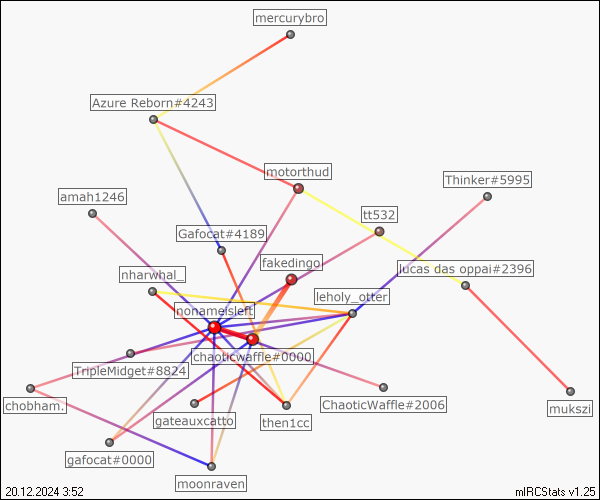 mercurybro
Azure Reborn#4243
motorthud
Thinker#5995
amah1246
tt532
Gafocat#4189
fakedingo
lucas das oppai#2396
nharwhal_
leholy_otter
nonameisleft
chaoticwaffle#0000
TripleMidget#8824
chobham.
ChaoticWaffle#2006
mukszi
gateauxcatto
then1cc
gafocat#0000
moonraven
20.12.2024 3:52
mIRCStats v1.25